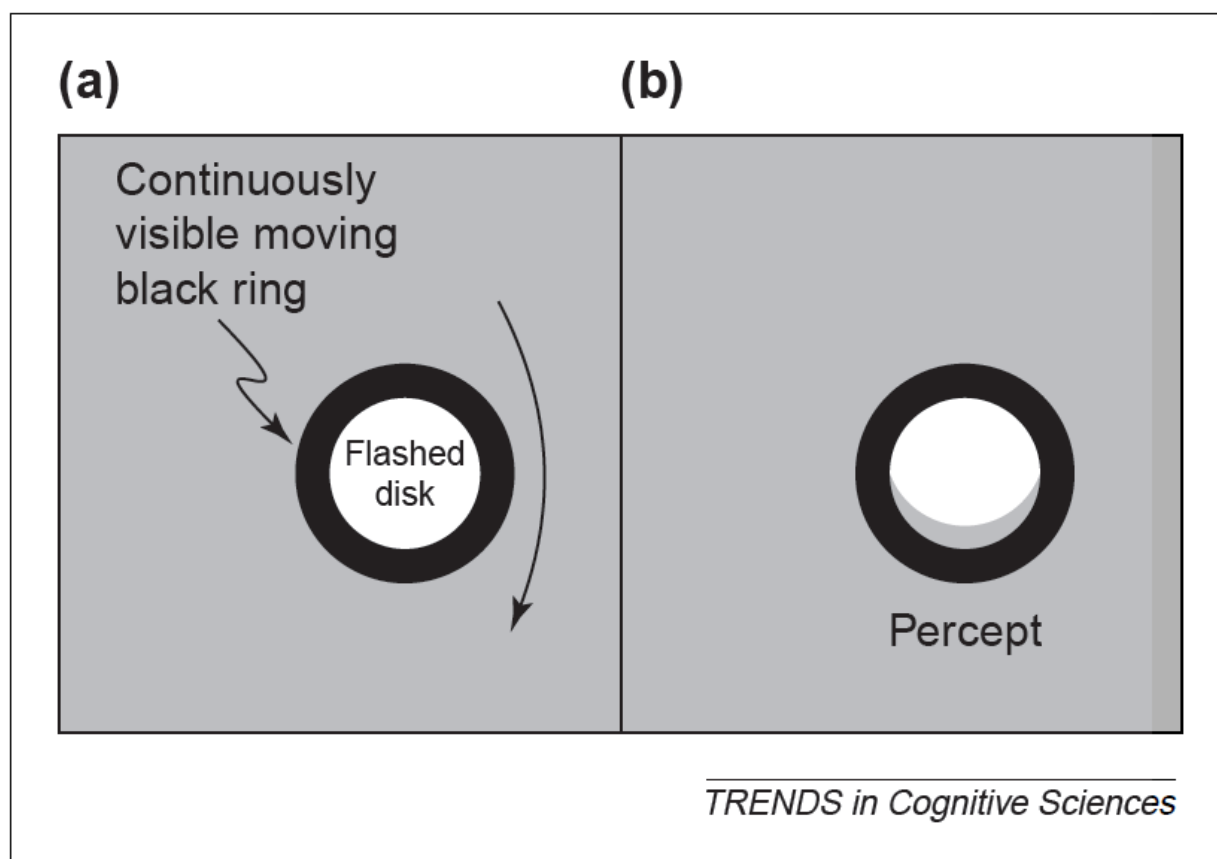 (a)
(b)
Continuously
visible moving
black ring
Flashed
disk
Percept
TRENDS in Cognitive Sciences